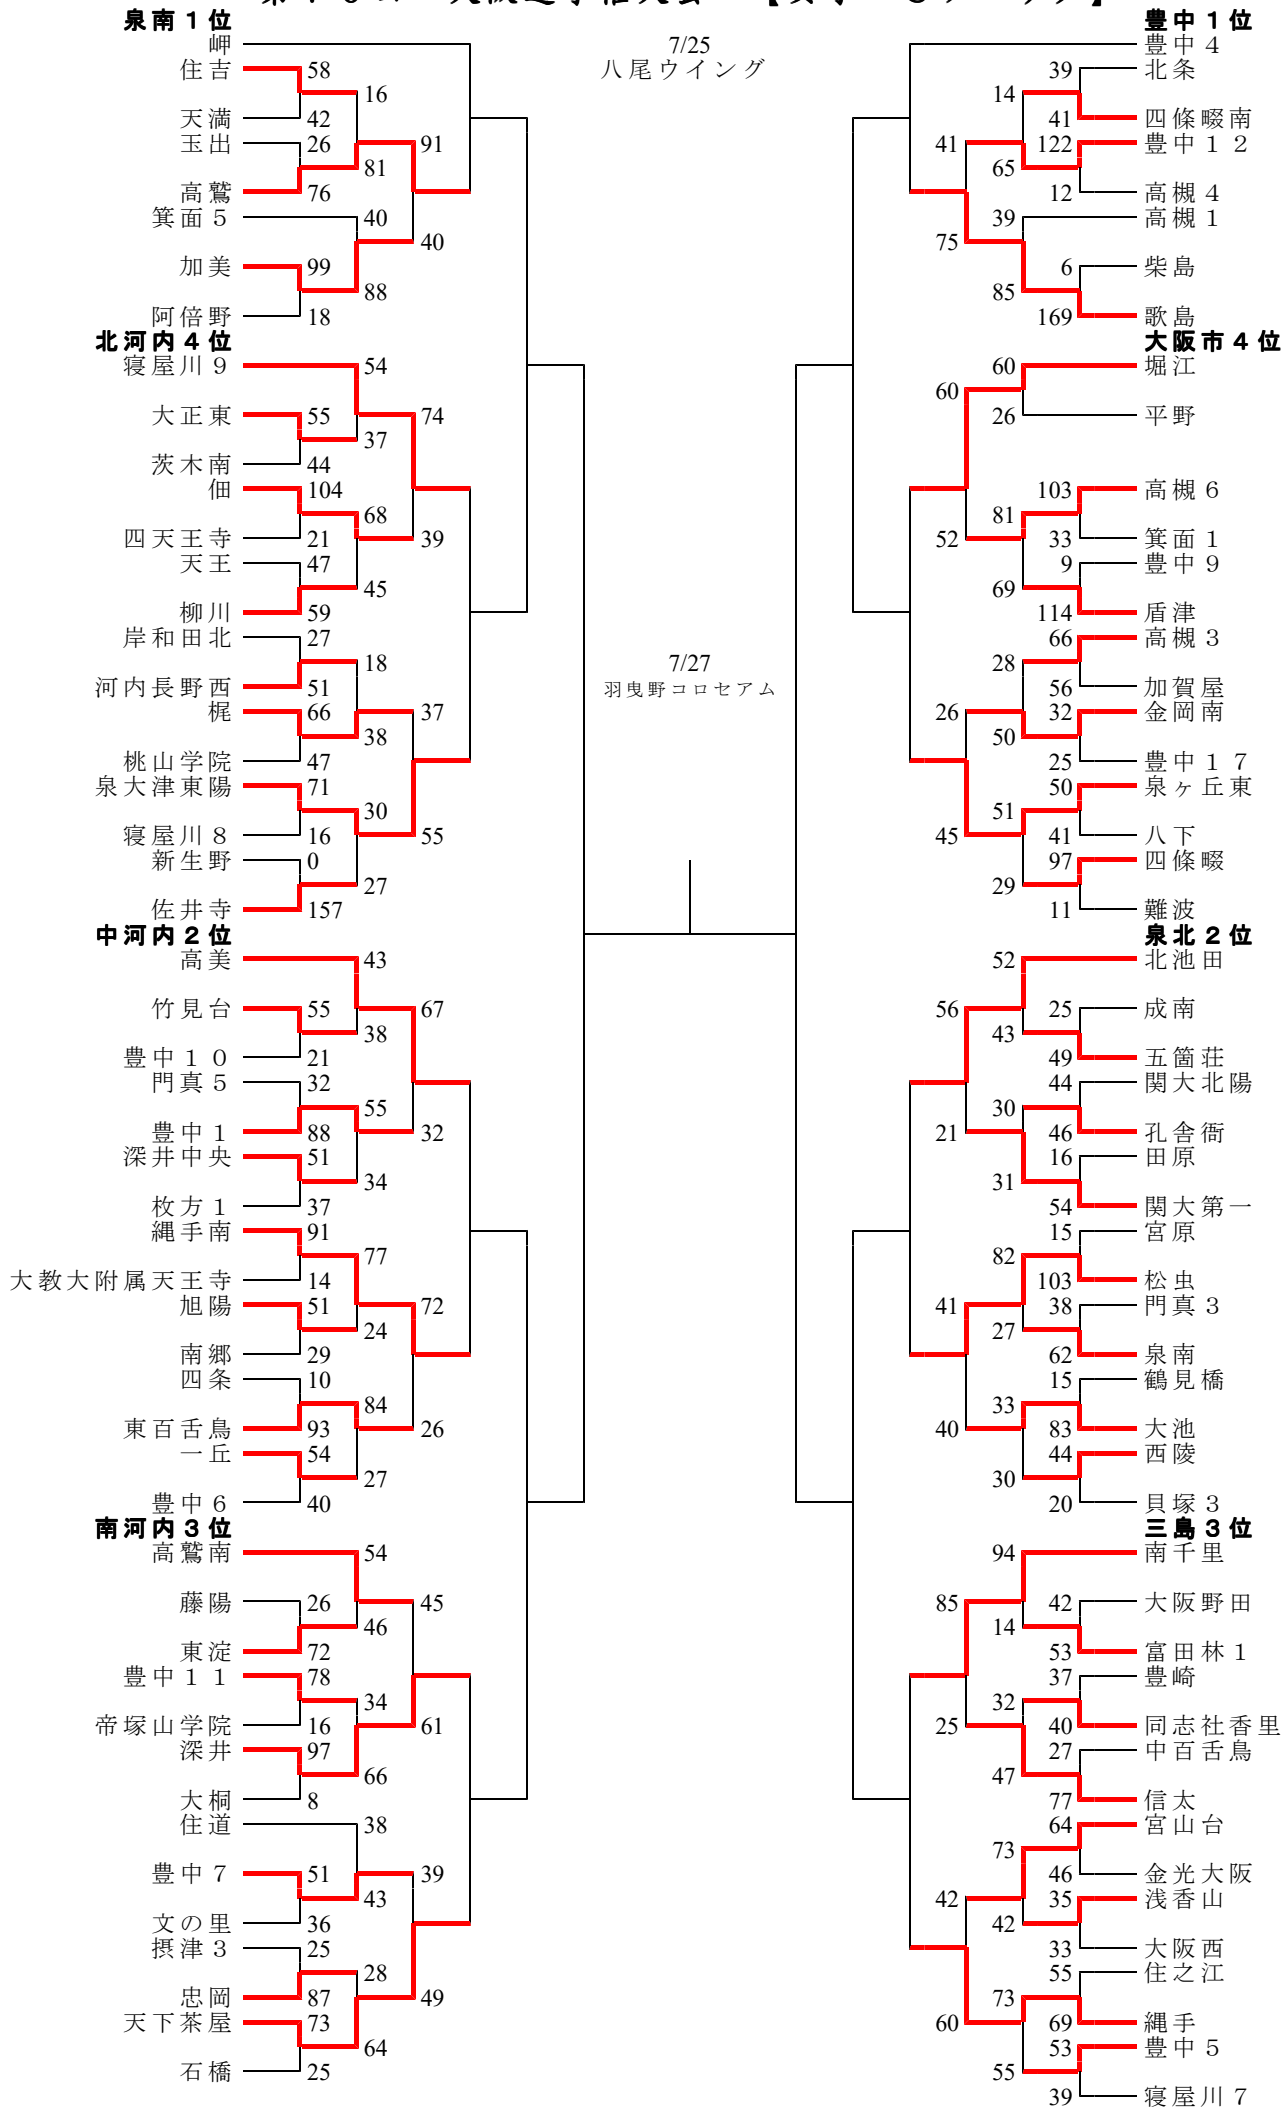 泉南１位
岬
住吉 58
16
天満 42
玉出 26
91
81
高鷲 76
箕面５ 40
40
加美 99
88
阿倍野 18
北河内４位
寝屋川９ 54
大正東 55
74
37
茨木南 44
佃 104
68
四天王寺 21
39
天王 47
45
柳川 59
岸和田北 27
18
河内長野西 51
梶 66
37
38
桃山学院 47
泉大津東陽 71
30
寝屋川８ 16
55
新生野 0
27
佐井寺 157
中河内２位
高美 43
竹見台 55
67
38
豊中１０ 21
門真５ 32
55
豊中１ 88
32
深井中央 51
34
枚方１ 37
縄手南 91
77
大教大附属天王寺 14
旭陽 51
72
24
南郷 29
四条 10
84
東百舌鳥 93
26
一丘 54
27
豊中６ 40
南河内３位
高鷲南 54
藤陽 26
45
46
東淀 72
豊中１１ 78
34
帝塚山学院 16
61
深井 97
66
大桐 8
住道 38
豊中７ 51
39
43
文の里 36
摂津３ 25
28
忠岡 87
49
天下茶屋 73
64
石橋 25
7/25
八尾ウイング
7/27
羽曳野コロセアム
豊中１位
豊中４
39 北条
14
41 四條畷南
41
122 豊中１２
65
12 高槻４
39 高槻１
75
6 柴島
85
169 歌島
大阪市４位
60 堀江
60
26 平野
103 高槻６
81
52
33 箕面１
9 豊中９
69
114 盾津
66 高槻３
28
56 加賀屋
26
32 金岡南
50
25 豊中１７
50 泉ヶ丘東
51
45
41 八下
97 四條畷
29
11 難波
泉北２位
52 北池田
56
25 成南
43
49 五箇荘
44 関大北陽
30
21
46 孔舎衙
16 田原
31
54 関大第一
15 宮原
82
103 松虫
41
38 門真３
27
62 泉南
15 鶴見橋
33
40
83 大池
44 西陵
30
20 貝塚３
三島３位
94 南千里
85
42 大阪野田
14
53 富田林１
37 豊崎
32
25
40 同志社香里
27 中百舌鳥
47
77 信太
64 宮山台
73
46 金光大阪
42
35 浅香山
42
33 大阪西
55 住之江
73
60
69 縄手
53 豊中５
55
39 寝屋川７